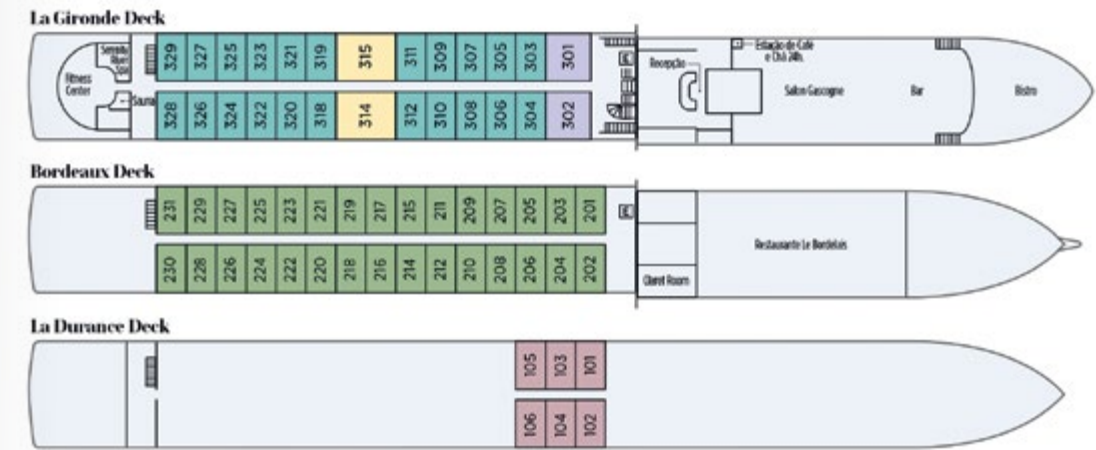 La Gironde Deck
Serenity River Spa
Fitness Center
Sauna
329 327 325 323 321 319 315 311 309 307 305 303 301
328 326 324 322 320 318 314 312 310 308 306 304 302
Recepção
Estação de Café
e Chá 24h.
Salon Gascogne
Bar
Bistro
Bordeaux Deck
231 229 227 225 223 221 219 217 215 211 209 207 205 203 201
230 228 226 224 222 220 218 216 214 212 210 208 206 204 202
Claret Room
Restaurante Le Bordelais
La Durance Deck
105 103 101
106 104 102